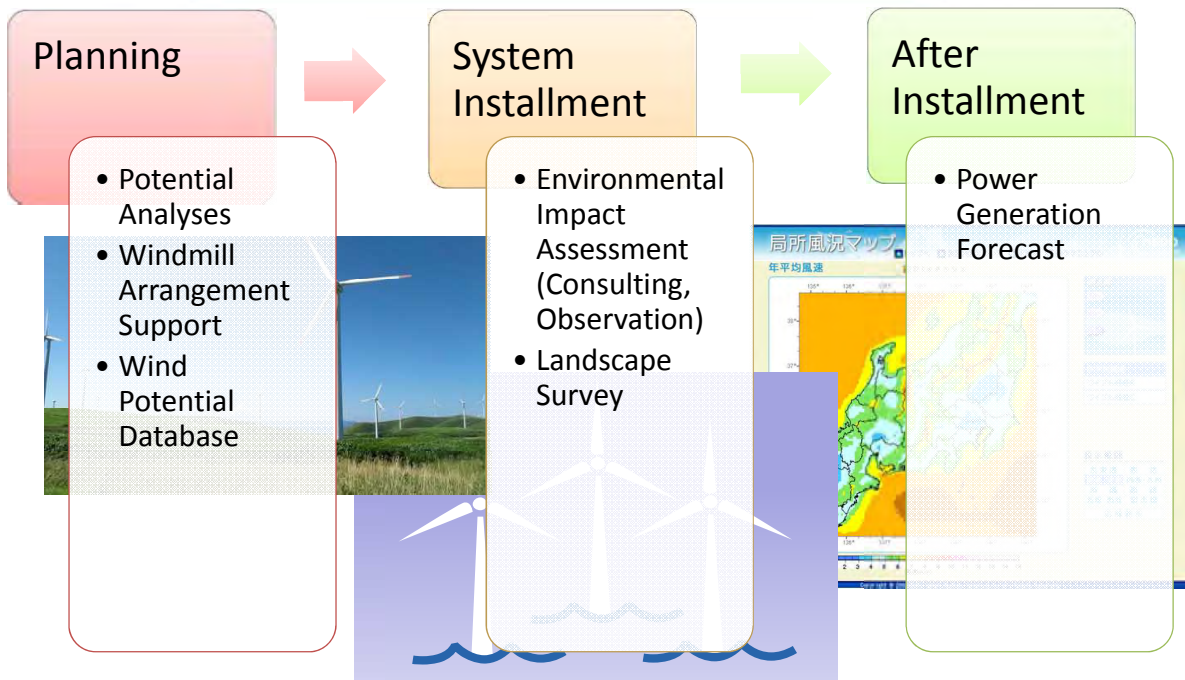 Planning
• Potential
Analyses
• Windmill
Arrangement
Support
• Wind
Potential
Database
System
Installment
• Environmental
Impact
Assessment
(Consulting,
Observation)
• Landscape
Survey
After
Installment
• Power
Generation
Forecast
局所風況マップ
年平均風速